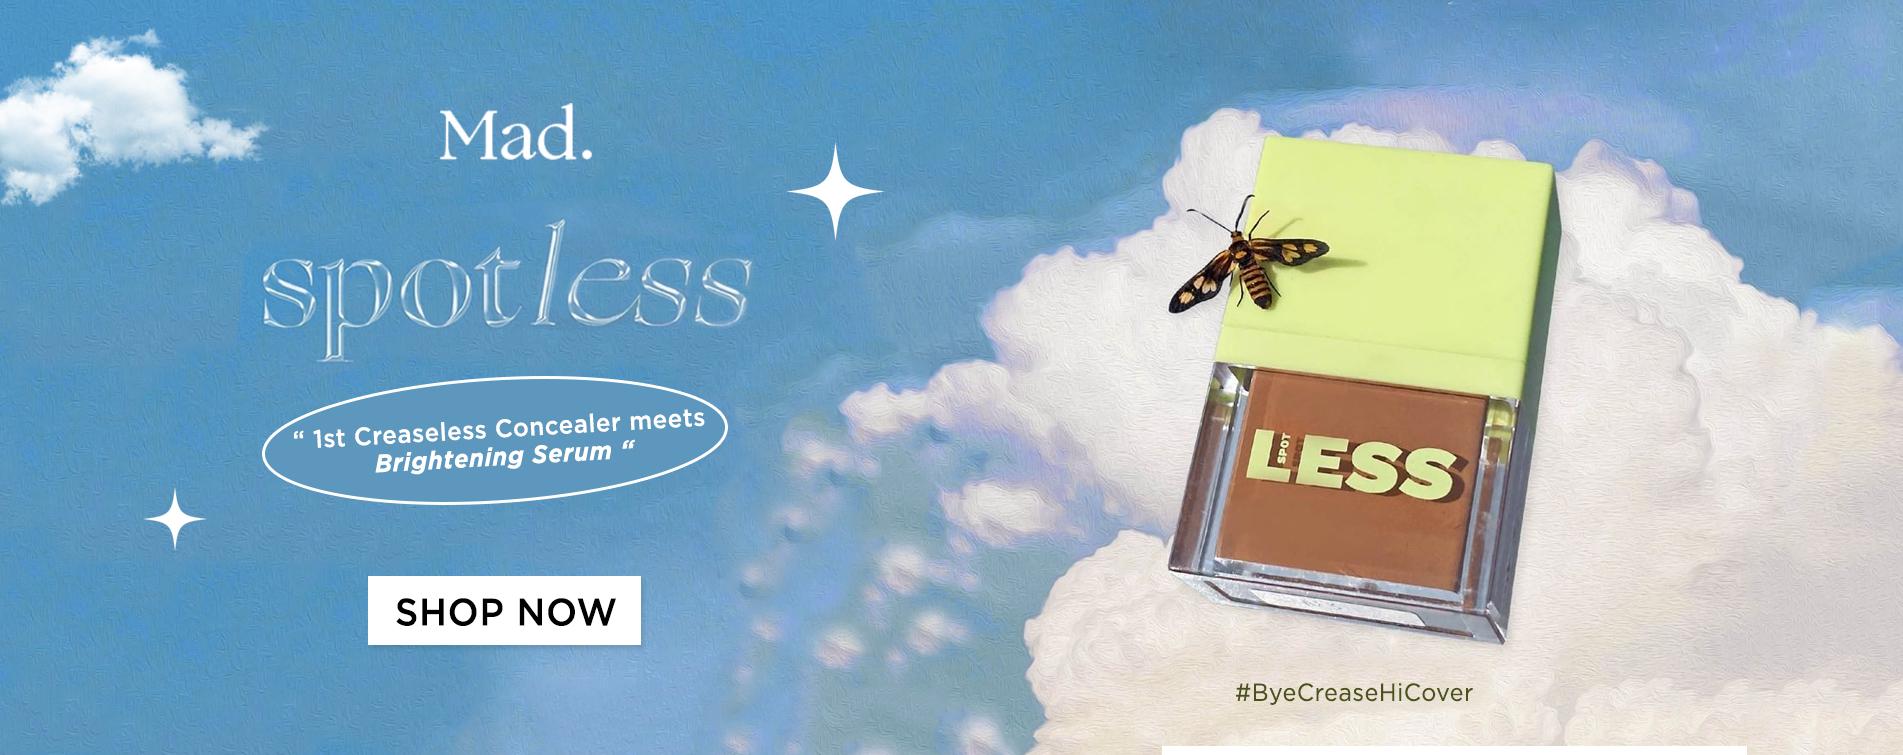 Mad.
spotless
“ 1st Creaseless Concealer meets
Brightening Serum “
SHOP NOW
SPOT
LESS
#ByeCreaseHiCover